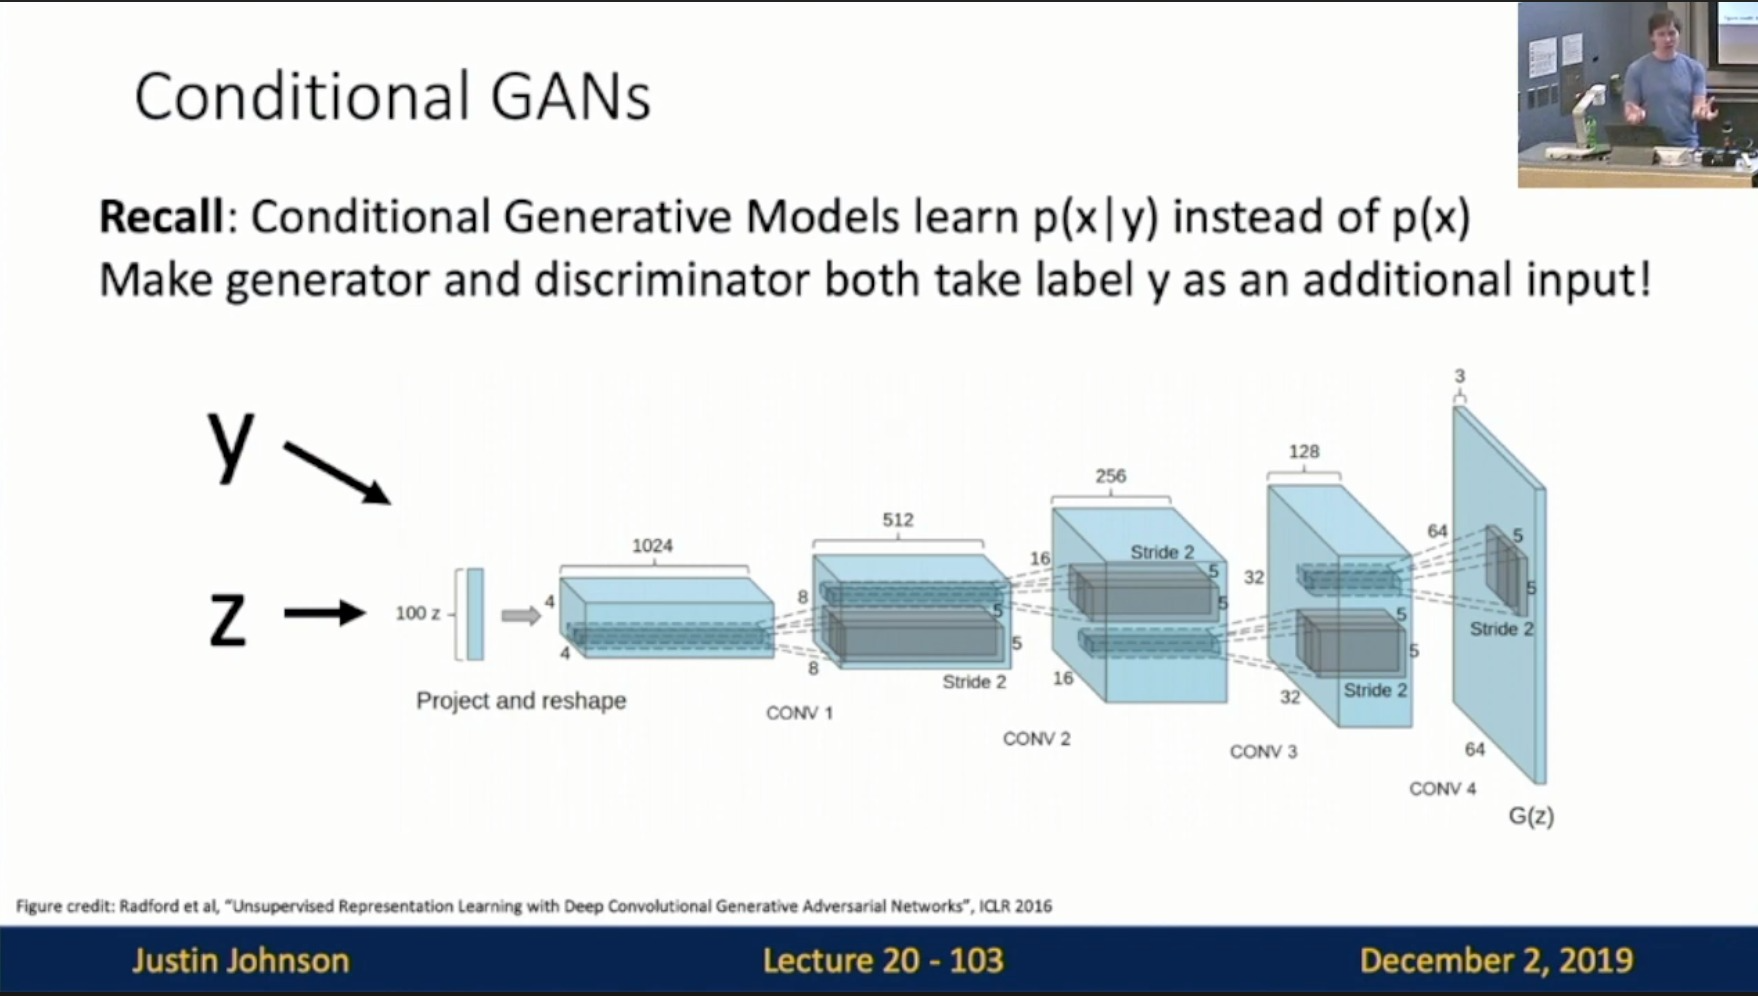 Conditional GANs
Recall: Conditional Generative Models learn p(x|y) instead of p(x)
Make generator and discriminator both take label y as an additional input!
y
z
100 z
Project and reshape
1024
4
4
CONV 1
512
8
8
5
5
Stride 2
CONV 2
256
16
16
Stride 2
5
5
CONV 3
128
32
32
5
5
Stride 2
CONV 4
3
64
64
5
5
Stride 2
G(z)
Figure credit: Radford et al, “Unsupervised Representation Learning with Deep Convolutional Generative Adversarial Networks”, ICLR 2016
Justin Johnson
Lecture 20 - 103
December 2, 2019